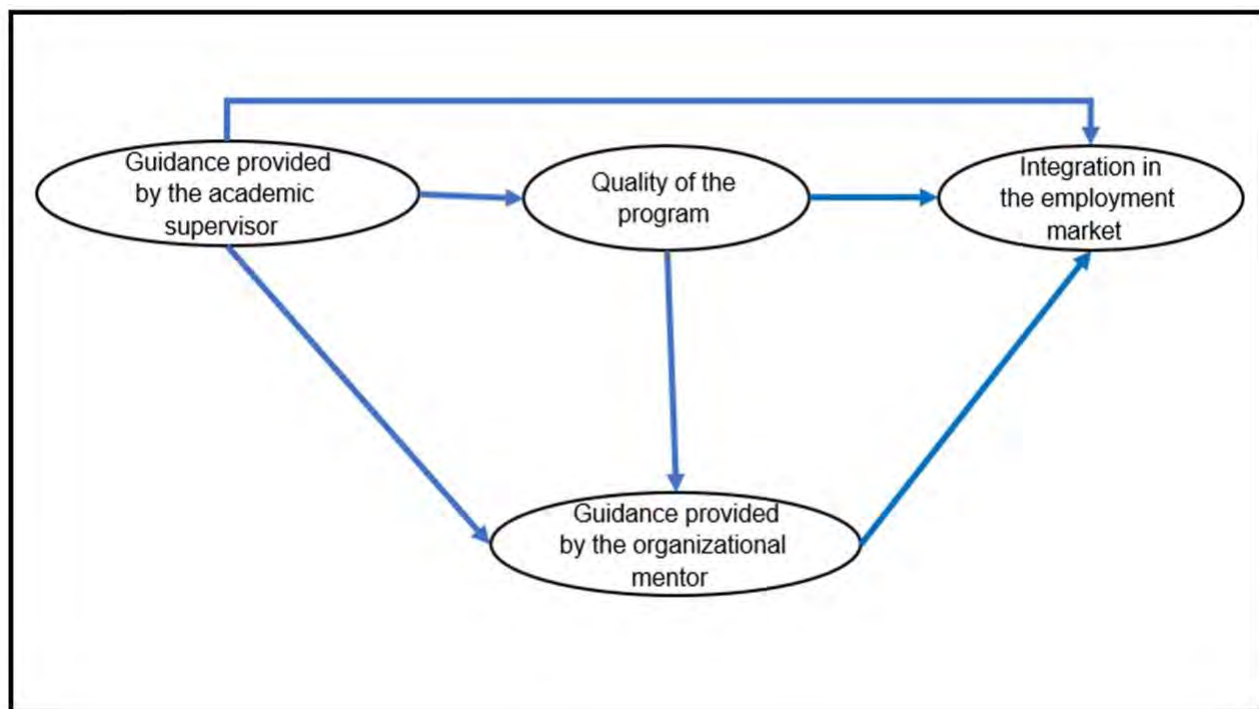 Guidance provided
by the academic
supervisor
Quality of the
program
Integration in
the employment
market
Guidance provided
by the organizational
mentor